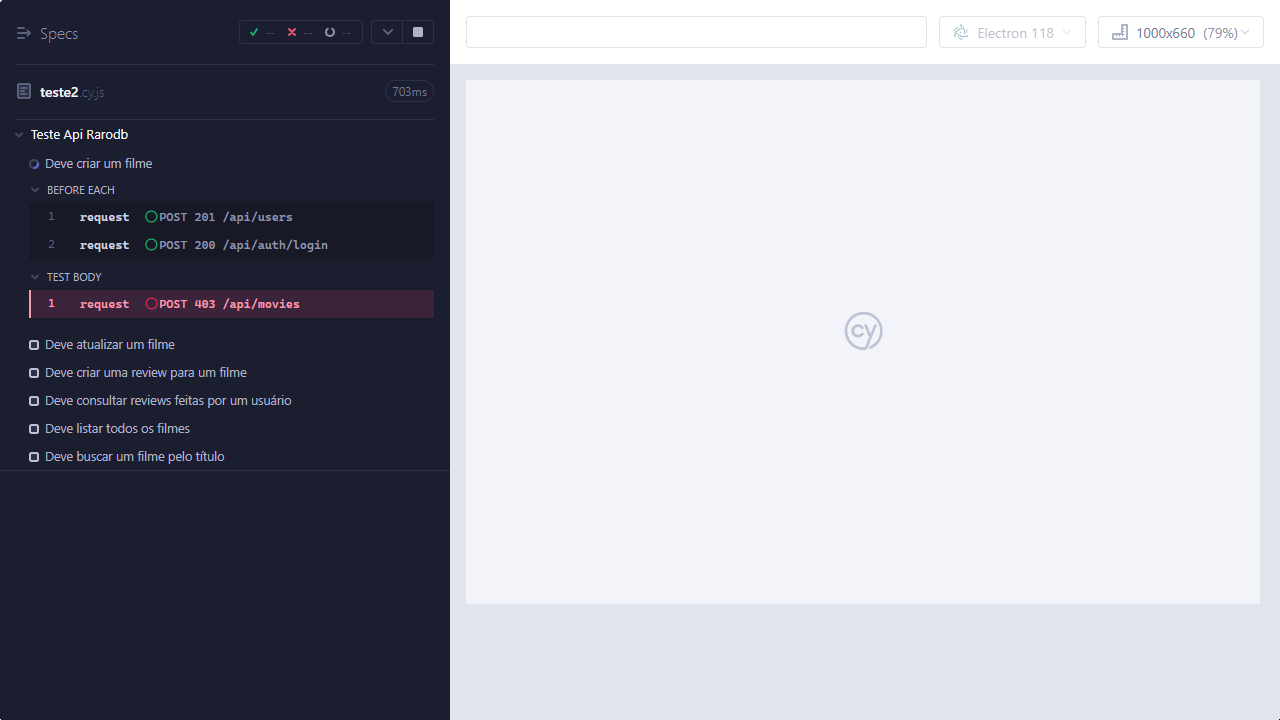 Specs
-- -- --
teste2.cy.js
703ms
Teste Api Rarodb
Deve criar um filme
BEFORE EACH
1 request POST 201 /api/users
2 request POST 200 /api/auth/login
TEST BODY
1 request POST 403 /api/movies
Deve atualizar um filme
Deve criar uma review para um filme
Deve consultar reviews feitas por um usuário
Deve listar todos os filmes
Deve buscar um filme pelo título
Electron 118
1000x660 (79%)
cy